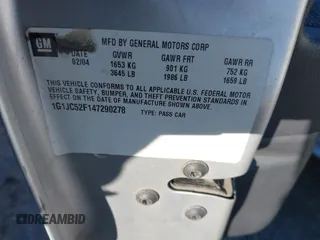 GM
MFD BY GENERAL MOTORS CORP
DATE GVWR GAWR FRT GAWR RR
02/04 1653 KG 901 KG 752 KG
3645 LB 1986 LB 1659 LB
THIS VEHICLE CONFORMS TO ALL APPLICABLE U.S. FEDERAL MOTOR
VEHICLE SAFETY, BUMPER, AND THEFT PREVENTION STANDARDS IN
EFFECT ON THE DATE OF MANUFACTURE SHOWN ABOVE.
1G1JC52F147290278 TYPE: PASS CAR
EPICAMBID